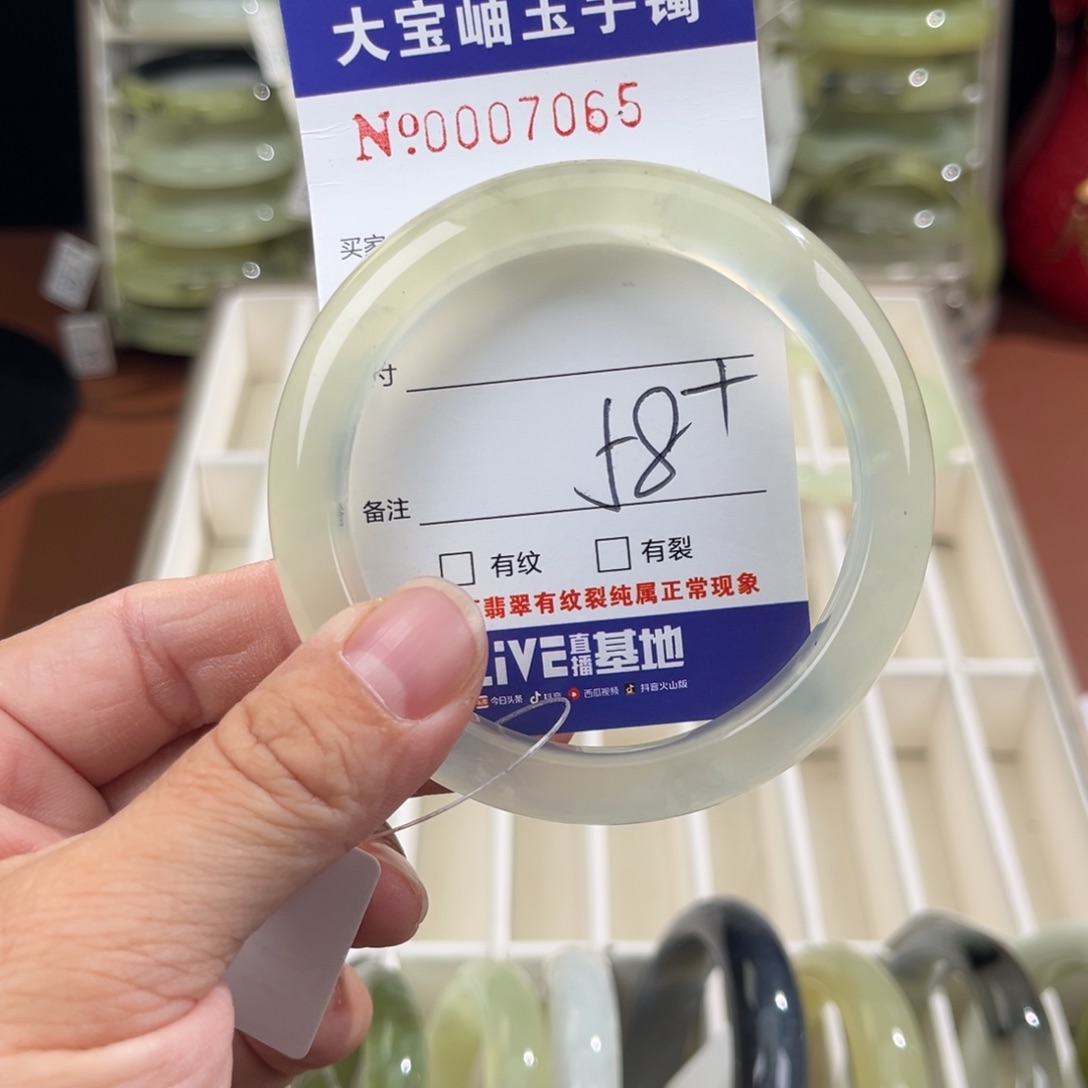 大宝岫玉手镯
No0007065
买家
寸
58+
备注
有纹 有裂
翡翠有纹裂纯属正常现象
LiVE直播基地
今日头条 抖音 西瓜视频 抖音火山版